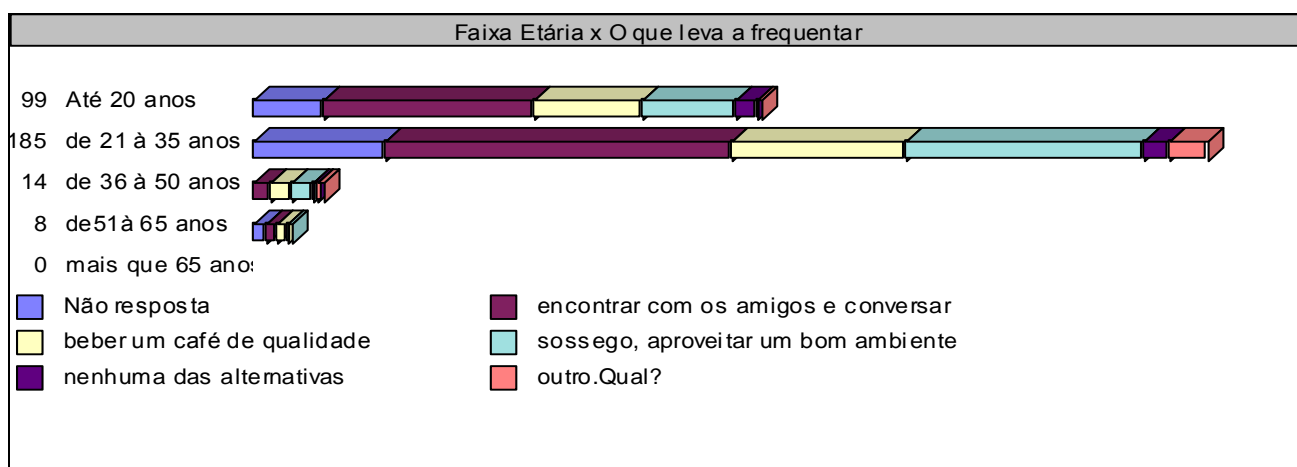 Faixa Etária x O que leva a frequentar
99 Até 20 anos
185 de 21 à 35 anos
14 de 36 à 50 anos
8 de51à 65 anos
0 mais que 65 anos
Não resposta encontrar com os amigos e conversar
beber um café de qualidade sossego, aproveitar um bom ambiente
nenhuma das alternativas outro.Qual?